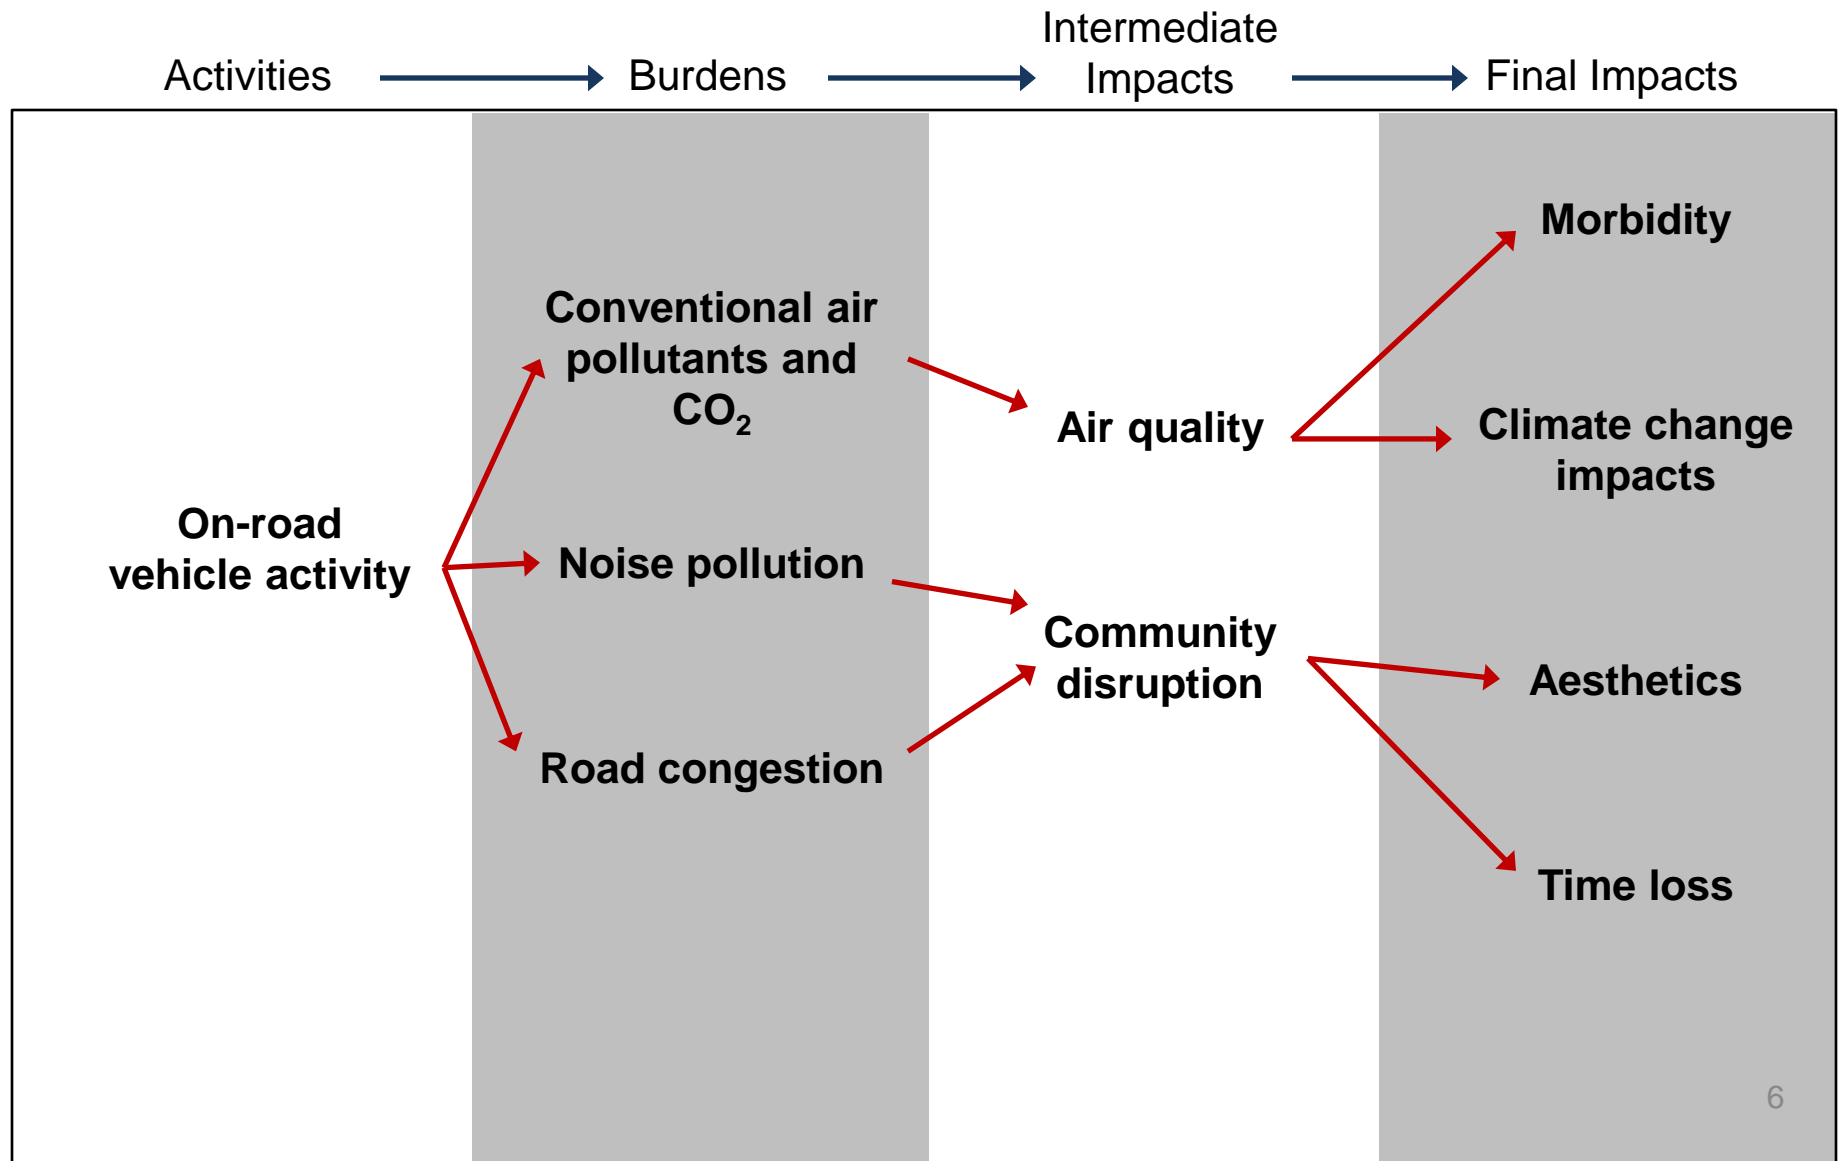 Activities
Burdens
Intermediate
Impacts
Final Impacts
On-road
vehicle activity
Conventional air
pollutants and
CO₂
Noise pollution
Road congestion
Air quality
Community
disruption
Morbidity
Climate change
impacts
Aesthetics
Time loss
6